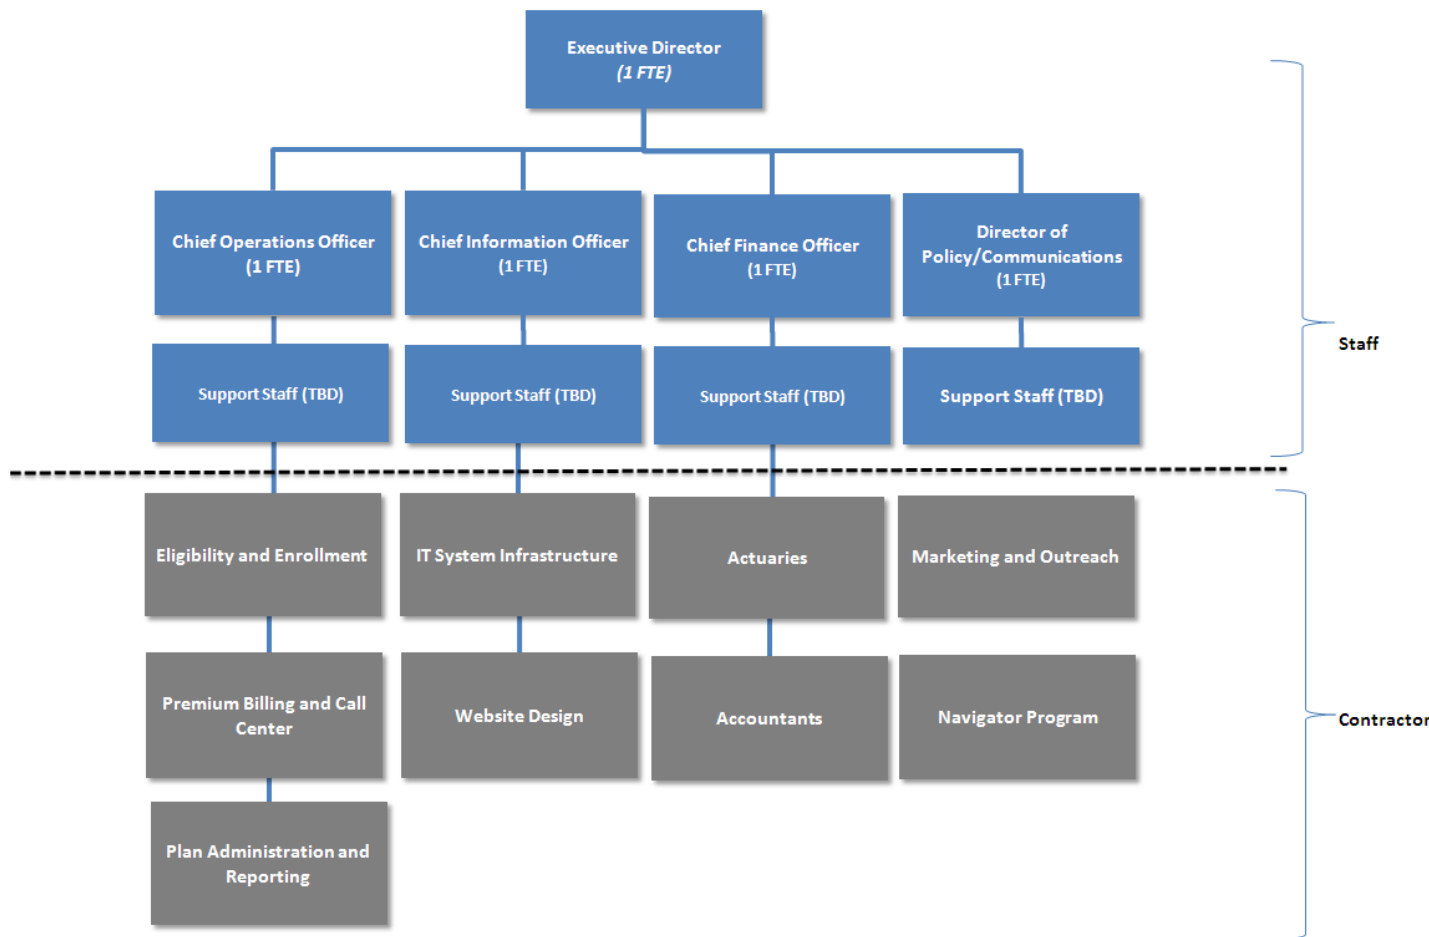 Executive Director
(1 FTE)
Chief Operations Officer
(1 FTE)
Chief Information Officer
(1 FTE)
Chief Finance Officer
(1 FTE)
Director of
Policy/Communications
(1 FTE)
Staff
Support Staff (TBD)
Support Staff (TBD)
Support Staff (TBD)
Support Staff (TBD)
Eligibility and Enrollment
IT System Infrastructure
Actuaries
Marketing and Outreach
Premium Billing and Call
Center
Website Design
Accountants
Navigator Program
Contractor
Plan Administration and
Reporting